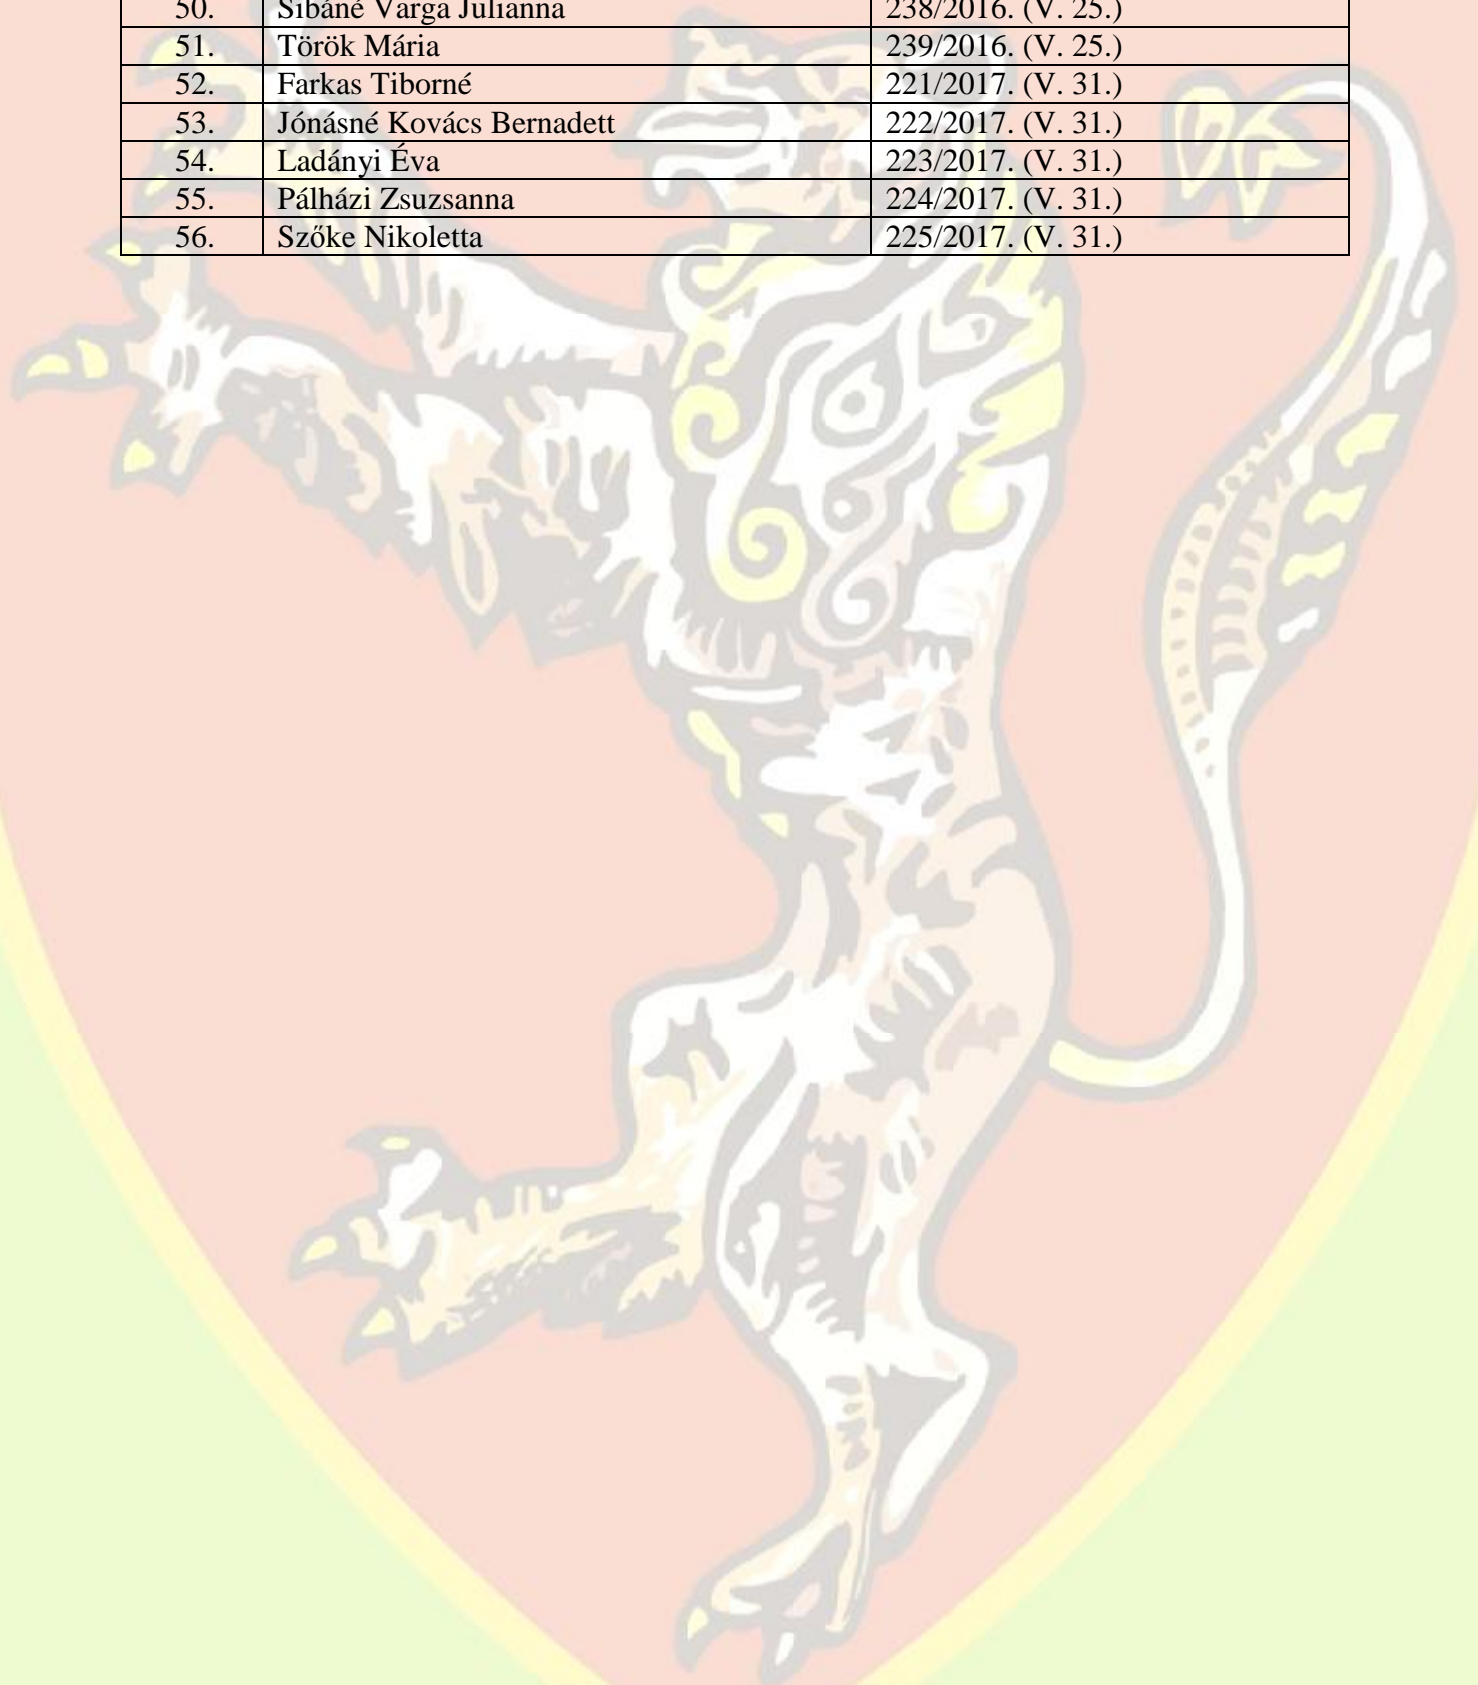 50. Sibáné Varga Julianna 238/2016. (V. 25.)
51. Török Mária 239/2016. (V. 25.)
52. Farkas Tiborné 221/2017. (V. 31.)
53. Jónásné Kovács Bernadett 222/2017. (V. 31.)
54. Ladányi Éva 223/2017. (V. 31.)
55. Pálházi Zsuzsanna 224/2017. (V. 31.)
56. Szőke Nikoletta 225/2017. (V. 31.)